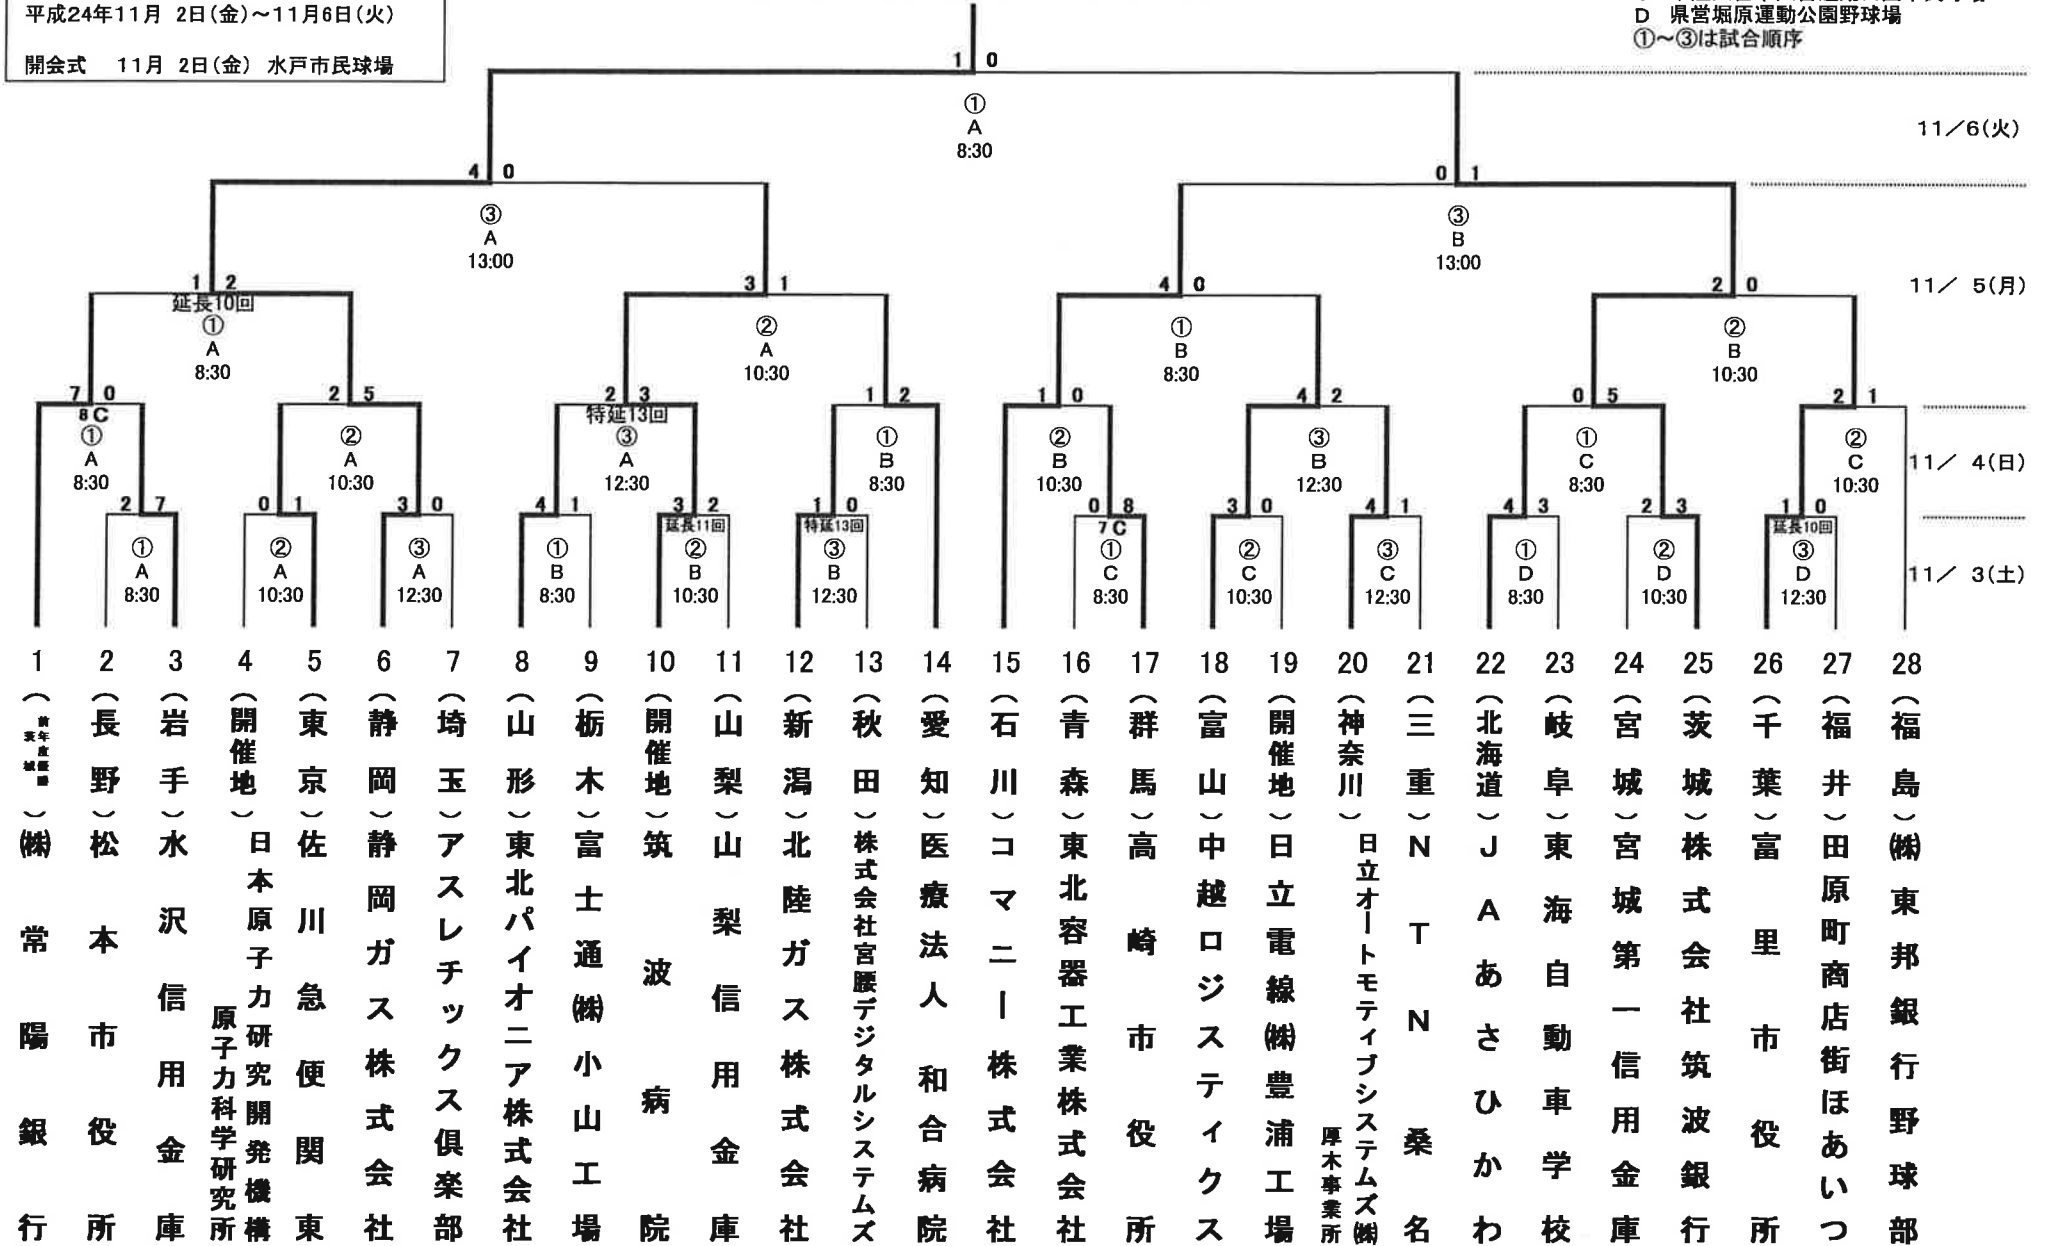 平成24年11月 2日(金)～11月6日(火)
開会式 11月 2日(金) 水戸市民球場
D 県営堀原運動公園野球場
①～③は試合順序
1 0
① A 8:30
11／6(火)
4 0
③ A 13:00
0 1
③ B 13:00
11／ 5(月)
1 2
延長10回
① A 8:30
3 1
② A 10:30
4 0
① B 8:30
2 0
② B 10:30
11／ 4(日)
7 0
8C
① A 8:30
2 5
② A 10:30
2 3
特延13回
③ A 12:30
1 2
① B 8:30
1 0
② B 10:30
4 2
③ B 12:30
0 5
① C 8:30
2 1
② C 10:30
11／ 3(土)
2 7
① A 8:30
0 1
② A 10:30
3 0
③ A 12:30
4 1
① B 8:30
3 2
延長11回
② B 10:30
1 0
特延13回
③ B 12:30
0 8
7C
① C 8:30
3 0
② C 10:30
4 1
③ C 12:30
4 3
① D 8:30
2 3
② D 10:30
1 0
延長10回
③ D 12:30
1 (前年度優勝 茨城) ㈱常陽銀行
2 (長野) 松本市役所
3 (岩手) 水沢信用金庫
4 (開催地) 日本原子力研究開発機構 原子力科学研究所
5 (東京) 佐川急便関東
6 (静岡) 静岡ガス株式会社
7 (埼玉) アスレチックス倶楽部
8 (山形) 東北パイオニア株式会社
9 (栃木) 富士通㈱小山工場
10 (開催地) 筑波病院
11 (山梨) 山梨信用金庫
12 (新潟) 北陸ガス株式会社
13 (秋田) 株式会社宮腰デジタルシステムズ
14 (愛知) 医療法人 和合病院
15 (石川) コマニー株式会社
16 (青森) 東北容器工業株式会社
17 (群馬) 高崎市役所
18 (富山) 中越ロジスティクス
19 (開催地) 日立電線㈱豊浦工場
20 (神奈川) 日立オートモティブシステムズ㈱ 厚木事業所
21 (三重) NTN桑名
22 (北海道) JAあさひかわ
23 (岐阜) 東海自動車学校
24 (宮城) 宮城第一信用金庫
25 (茨城) 株式会社筑波銀行
26 (千葉) 富里市役所
27 (福井) 田原町商店街ほあいつ
28 (福島) ㈱東邦銀行野球部